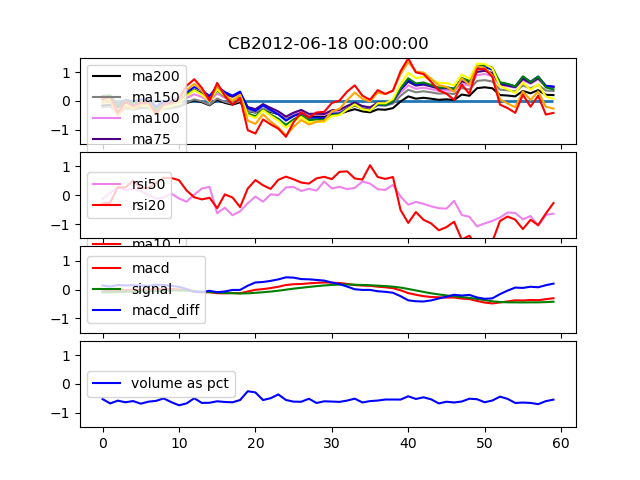 CB2012-06-18 00:00:00
1
0
−1
ma200
ma150
ma100
ma75
1
0
−1
rsi50
rsi20
ma10
1
0
−1
macd
signal
macd_diff
1
0
−1
volume as pct
0 10 20 30 40 50 60